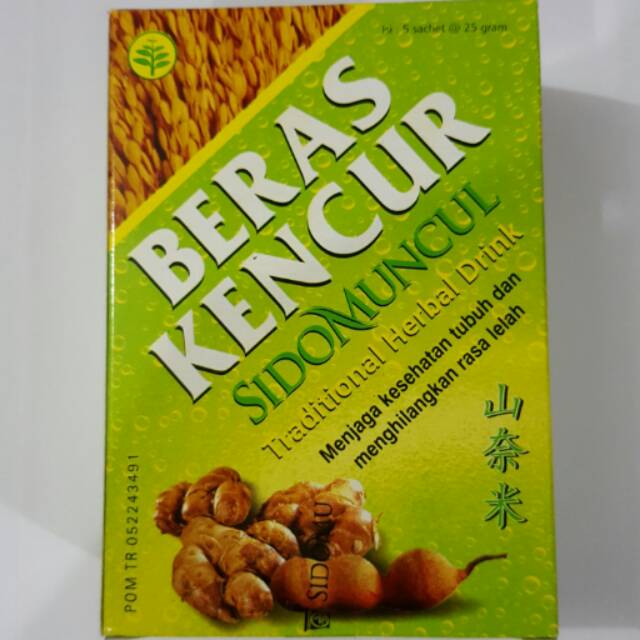 Isi : 5 sachet @ 25 gram
BERAS
KENCUR
SIDOMUNCUL
Traditional Herbal Drink
Menjaga kesehatan tubuh dan
menghilangkan rasa lelah
山奈米
POM TR 052243491
SIDOMU